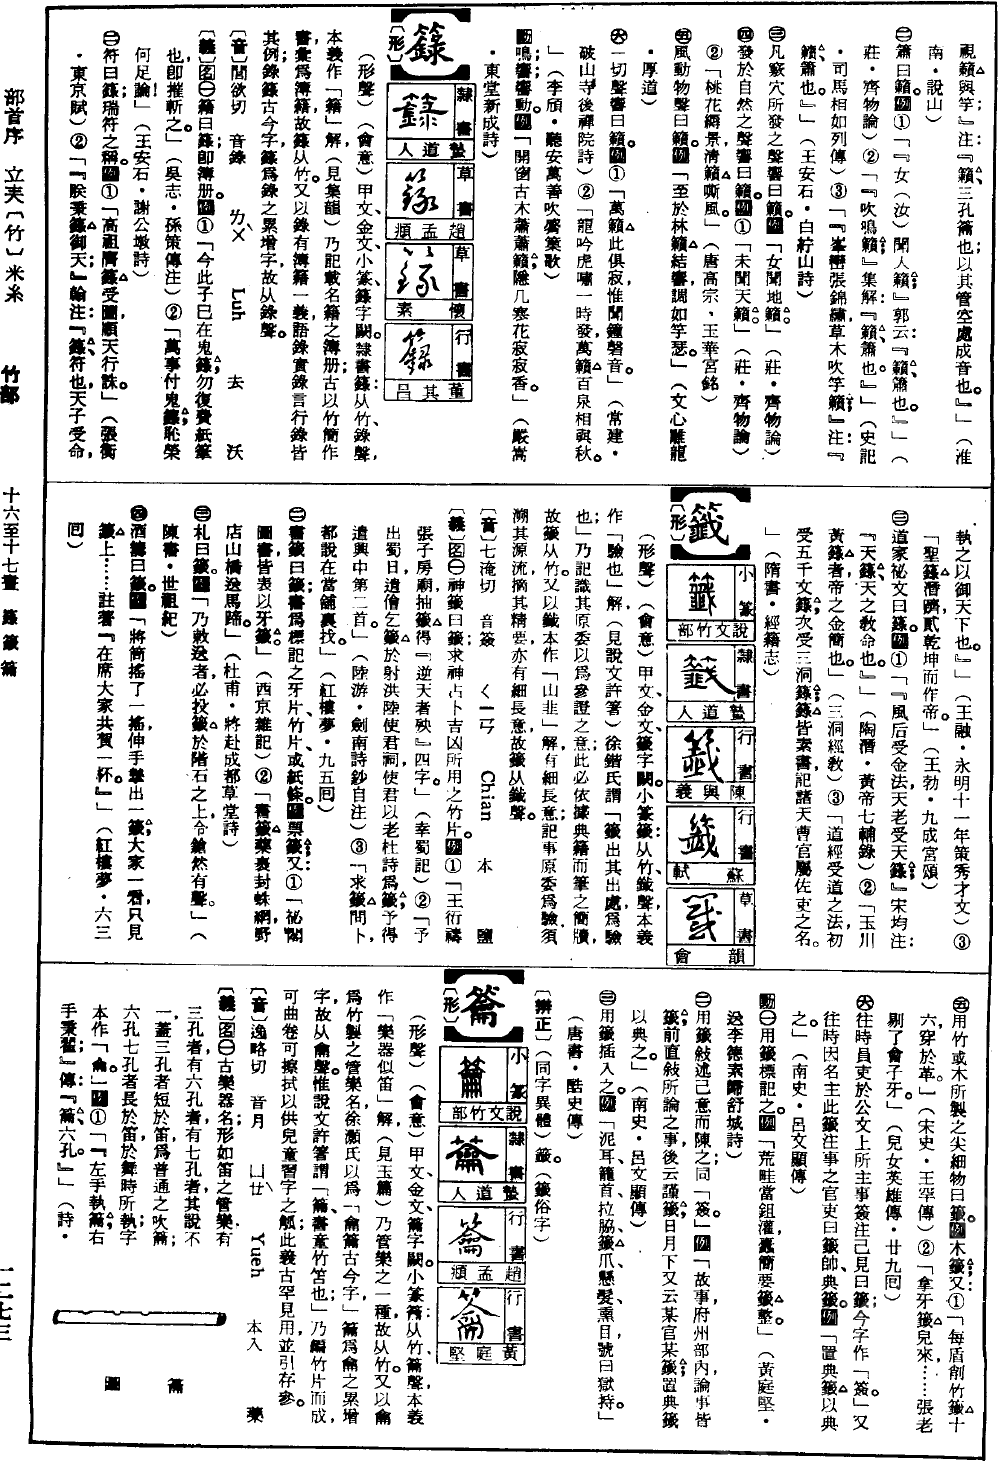 視籟與竽』注:『籟、三孔籥也以其管空處成音也。』」(淮
南・說山)
㊁簫曰籟。例①「『女(汝)聞人籟』郭云:『籟、簫也。』」(
莊・齊物論)②「『吹鳴籟』集解:『籟、簫也。』」(史記
・司馬相如列傳)③「『峯巒張錦繡草木吹竽籟』注:『
籟、簫也。』」(王安石・白紵山詩)
㊂凡竅穴所發之聲響曰籟。例「女聞地籟。」(莊・齊物論)
㊃發於自然之聲響曰籟。例①「未聞天籟。」(莊・齊物論)
②「桃花縟景清籟嘶風。」(唐高宗・玉華宮銘)
㊄風動物聲曰籟。例「至於林籟結響調如竽瑟。」(文心雕龍
・原道)
㊅一切聲響曰籟。例①「萬籟此俱寂惟聞鐘磬音。」(常建・
破山寺後禪院詩)②「龍吟虎嘯一時發萬籟百泉相與秋。
」(李頎・聽安萬善吹觱篥歌)
動鳴響;響動。例「開窗古木蕭蕭籟隱几寒花寂寂香。」(嚴嵩
・東堂新成詩)
籙
〔形〕
隸書 人道墊
草書 頫孟趙
草書 素懷
行書 昌其董
(形聲)(會意)甲文、金文、小篆籙字闕。隸書籙:从竹、錄聲,
本義作「籍」解(見集韻)乃記載名籍之簿册;古以竹簡作
書彙為簿籍故籙从竹。又以錄有簿籍一義語錄實錄言行錄皆
其例錄籙古今字籙為錄之累增字故从錄聲。
〔音〕閭欲切 音錄 ㄌㄨˋ Luh 去 沃
〔義〕名㊀籍曰籙;即簿册。例①「今此子已在鬼籙勿復費紙筆
也;即摧斬之。」(吳志・孫策傳注)②「萬事付鬼籙恥榮
何足論」(王安石・謝公墩詩)
㊁符曰籙;瑞符之稱。例①「高祖膺籙受圖順天行誅。」(張衡
・東京賦)②「『朕秉籙御天』翰注:『籙、符也;天子受命
執之以御天下也。』」(王融・永明十一年策秀才文)③
「聖籙潛躋貳乾坤而作帝。」(王勃・九成宮頌)
㊂道家祕文曰籙。例①「『風后受金法天老受天籙』宋均注:
『天籙、天之敎命也。』」(陶潛・黃帝七輔錄)②「玉川
黃籙者帝之金簡也。」(三洞經敎)③「道經受道之法初
受五千文籙次受三洞籙;籙皆素書記諸天曹官屬佐吏之名。
」(隋書・經籍志)
籤
〔形〕
小篆 部竹文說
隸書 人道墊
行書 義與陳
行書 軾蘇
草書 會韻
(形聲)(會意)甲文、金文籤字闕。小篆籤:从竹、韱聲,本義
作「驗也」解(見說文許箸)徐鍇氏謂「籤出其出處為驗
也」乃記識其原委以為參證之意;此必依據典籍而筆之簡牘
故籤从竹。又以韱本作「山韭」解有細長意;記事原委為驗須
溯其源流摘其精要亦有細長意故籤从韱聲。
〔音〕七淹切 音簽 ㄑㄧㄢ Chian 本 鹽
〔義〕名㊀神籤曰籤;求神占卜吉凶所用之竹片。例①「王衍禱
張子房廟抽籤得『逆天者殃』四字。」(幸蜀記)②「予
出蜀日遣僧乞籤於射洪陸使君祠使君以老杜詩為籤予得
遣興中第二首。」(陸游・劍南詩鈔自注)③「求籤問卜
都說在當舖裏找。」(紅樓夢・九五回)
㊁書籤曰籤;書為標記之牙片、竹片、或紙條。例票籤又①「祕閣
圖書皆表以牙籤。」(西京雜記)②「書籤藥裹封蛛網野
店山橋送馬蹄。」(杜甫・將赴成都草堂詩)
㊂札曰籤。例「乃敕送者必投籤於階石之上令鎗然有聲。」(
陳書・世祖紀)
㊃酒籌曰籤。例「將筒搖了一搖伸手掣出一籤大家一看只見
籤上……註著:『在席大家共賀一杯。』」(紅樓夢・六三
回)
㊄用竹或木所製之尖細物曰籤。例木籤。又①「每盾削竹籤十
六穿於革。」(宋史・王罕傳)②「拿牙籤兒來……張老
剔了會子牙。」(兒女英雄傳・廿九回)
㊅往時員吏於公文上所主事簽注己見曰籤;今字作「簽。」又
往時因名主此籤注事之官吏曰籤帥、典籤。例「置典籤以典
之。」(南史・呂文顯傳)
動㊀用籤標記之。例「荒畦當鉏灌蠹簡要籤整。」(黃庭堅・
送李德素歸舒城詩)
㊁用籤敍述己意而陳之;同「簽。」例「故事府州部內論事皆
籤;前直敍所論之事後云謹籤日月下又云某官某籤;置典籤
以典之。」(南史・呂文顯傳)
㊂用籤插入之。例「泥耳、籠首、拉脇、籤爪、懸髮、熏目號曰獄持。」
(唐書・酷吏傳)
〔辨正〕(同字異體)籤。(籤俗字)
籥
〔形〕
小篆 部竹文說
隸書 人道墊
行書 頫孟趙
行書 堅庭黃
(形聲)(會意)甲文、金文、籥字闕。小篆籥:从竹、龠聲,本義
作「樂器似笛」解(見玉篇)乃管樂之一種故从竹。又以龠
為竹製之管樂名;徐灝氏以為「龠籥古今字」籥為龠之累增
字故从龠聲。惟說文許箸謂「籥、書童竹笘也」乃編竹片而成
可曲卷可擦拭以供兒童習字之觚;此義古罕見用並引存參。
〔音〕逸略切 音月 ㄩㄝˋ Yueh 本入 藥
〔義〕名㊀古樂器名;形如笛之管樂;有
三孔者有六孔者有七孔者其說不
一;蓋三孔者短於笛為普通之吹籥;
六孔七孔者長於笛於舞時所執;字
本作「龠。」例①「『左手執籥右
手秉翟』傳:『籥、六孔。』」(詩・
籥圖
部首序 立夫〔竹〕米糸
竹部
十六至十七畫 籙籤籥
一二七三